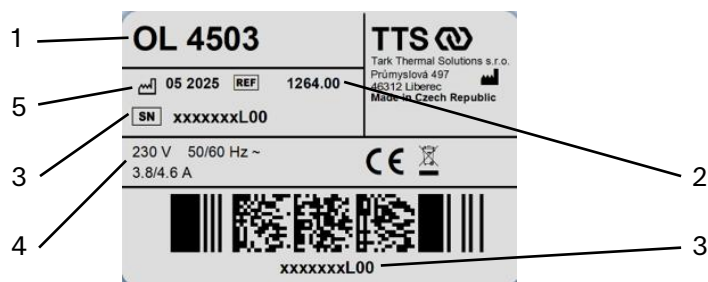 1
OL 4503
TTS
Tark Thermal Solutions s.r.o.
Průmyslová 497
46312 Liberec
Made in Czech Republic
5
05 2025 REF 1264.00
3
SN xxxxxxxL00
2
4
230 V 50/60 Hz ~
3.8/4.6 A
CE
xxxxxxxL00
3